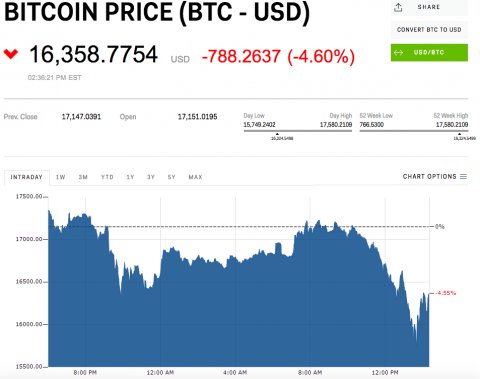 BITCOIN PRICE (BTC - USD)
SHARE
CONVERT BTC TO USD
USD/BTC
16,358.7754 USD -788.2637 (-4.60%)
02:36:21 PM EST
Prev. Close 17,147.0391 Open 17,151.0195
Day Low Day High 52 Week Low 52 Week High
15,749.2402 17,580.2109 766.5300 17,580.2109
16,324.5498 16,324.5498
INTRADAY 1W 3M YTD 1Y 3Y 5Y MAX CHART OPTIONS
17500.00
17000.00
16500.00
16000.00
15500.00
0%
-4.55%
8:00 PM 12:00 AM 4:00 AM 8:00 AM 12:00 PM